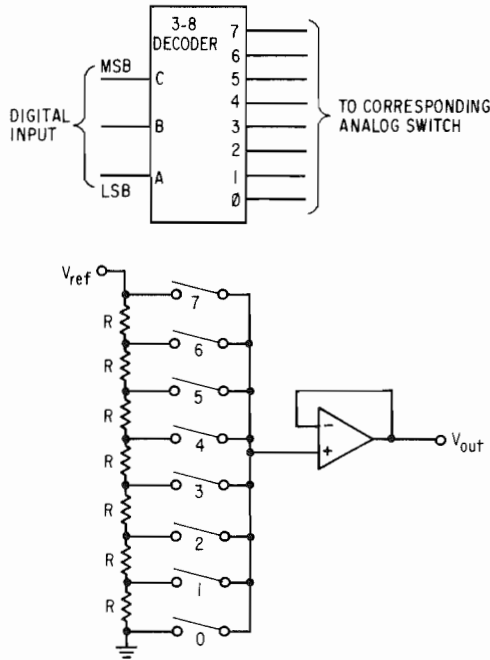 3-8
DECODER
MSB
C
B
A
LSB
DIGITAL
INPUT
7
6
5
4
3
2
1
0
TO CORRESPONDING
ANALOG SWITCH
Vref
R
R
R
R
R
R
R
7
6
5
4
3
2
1
0
-
+
Vout